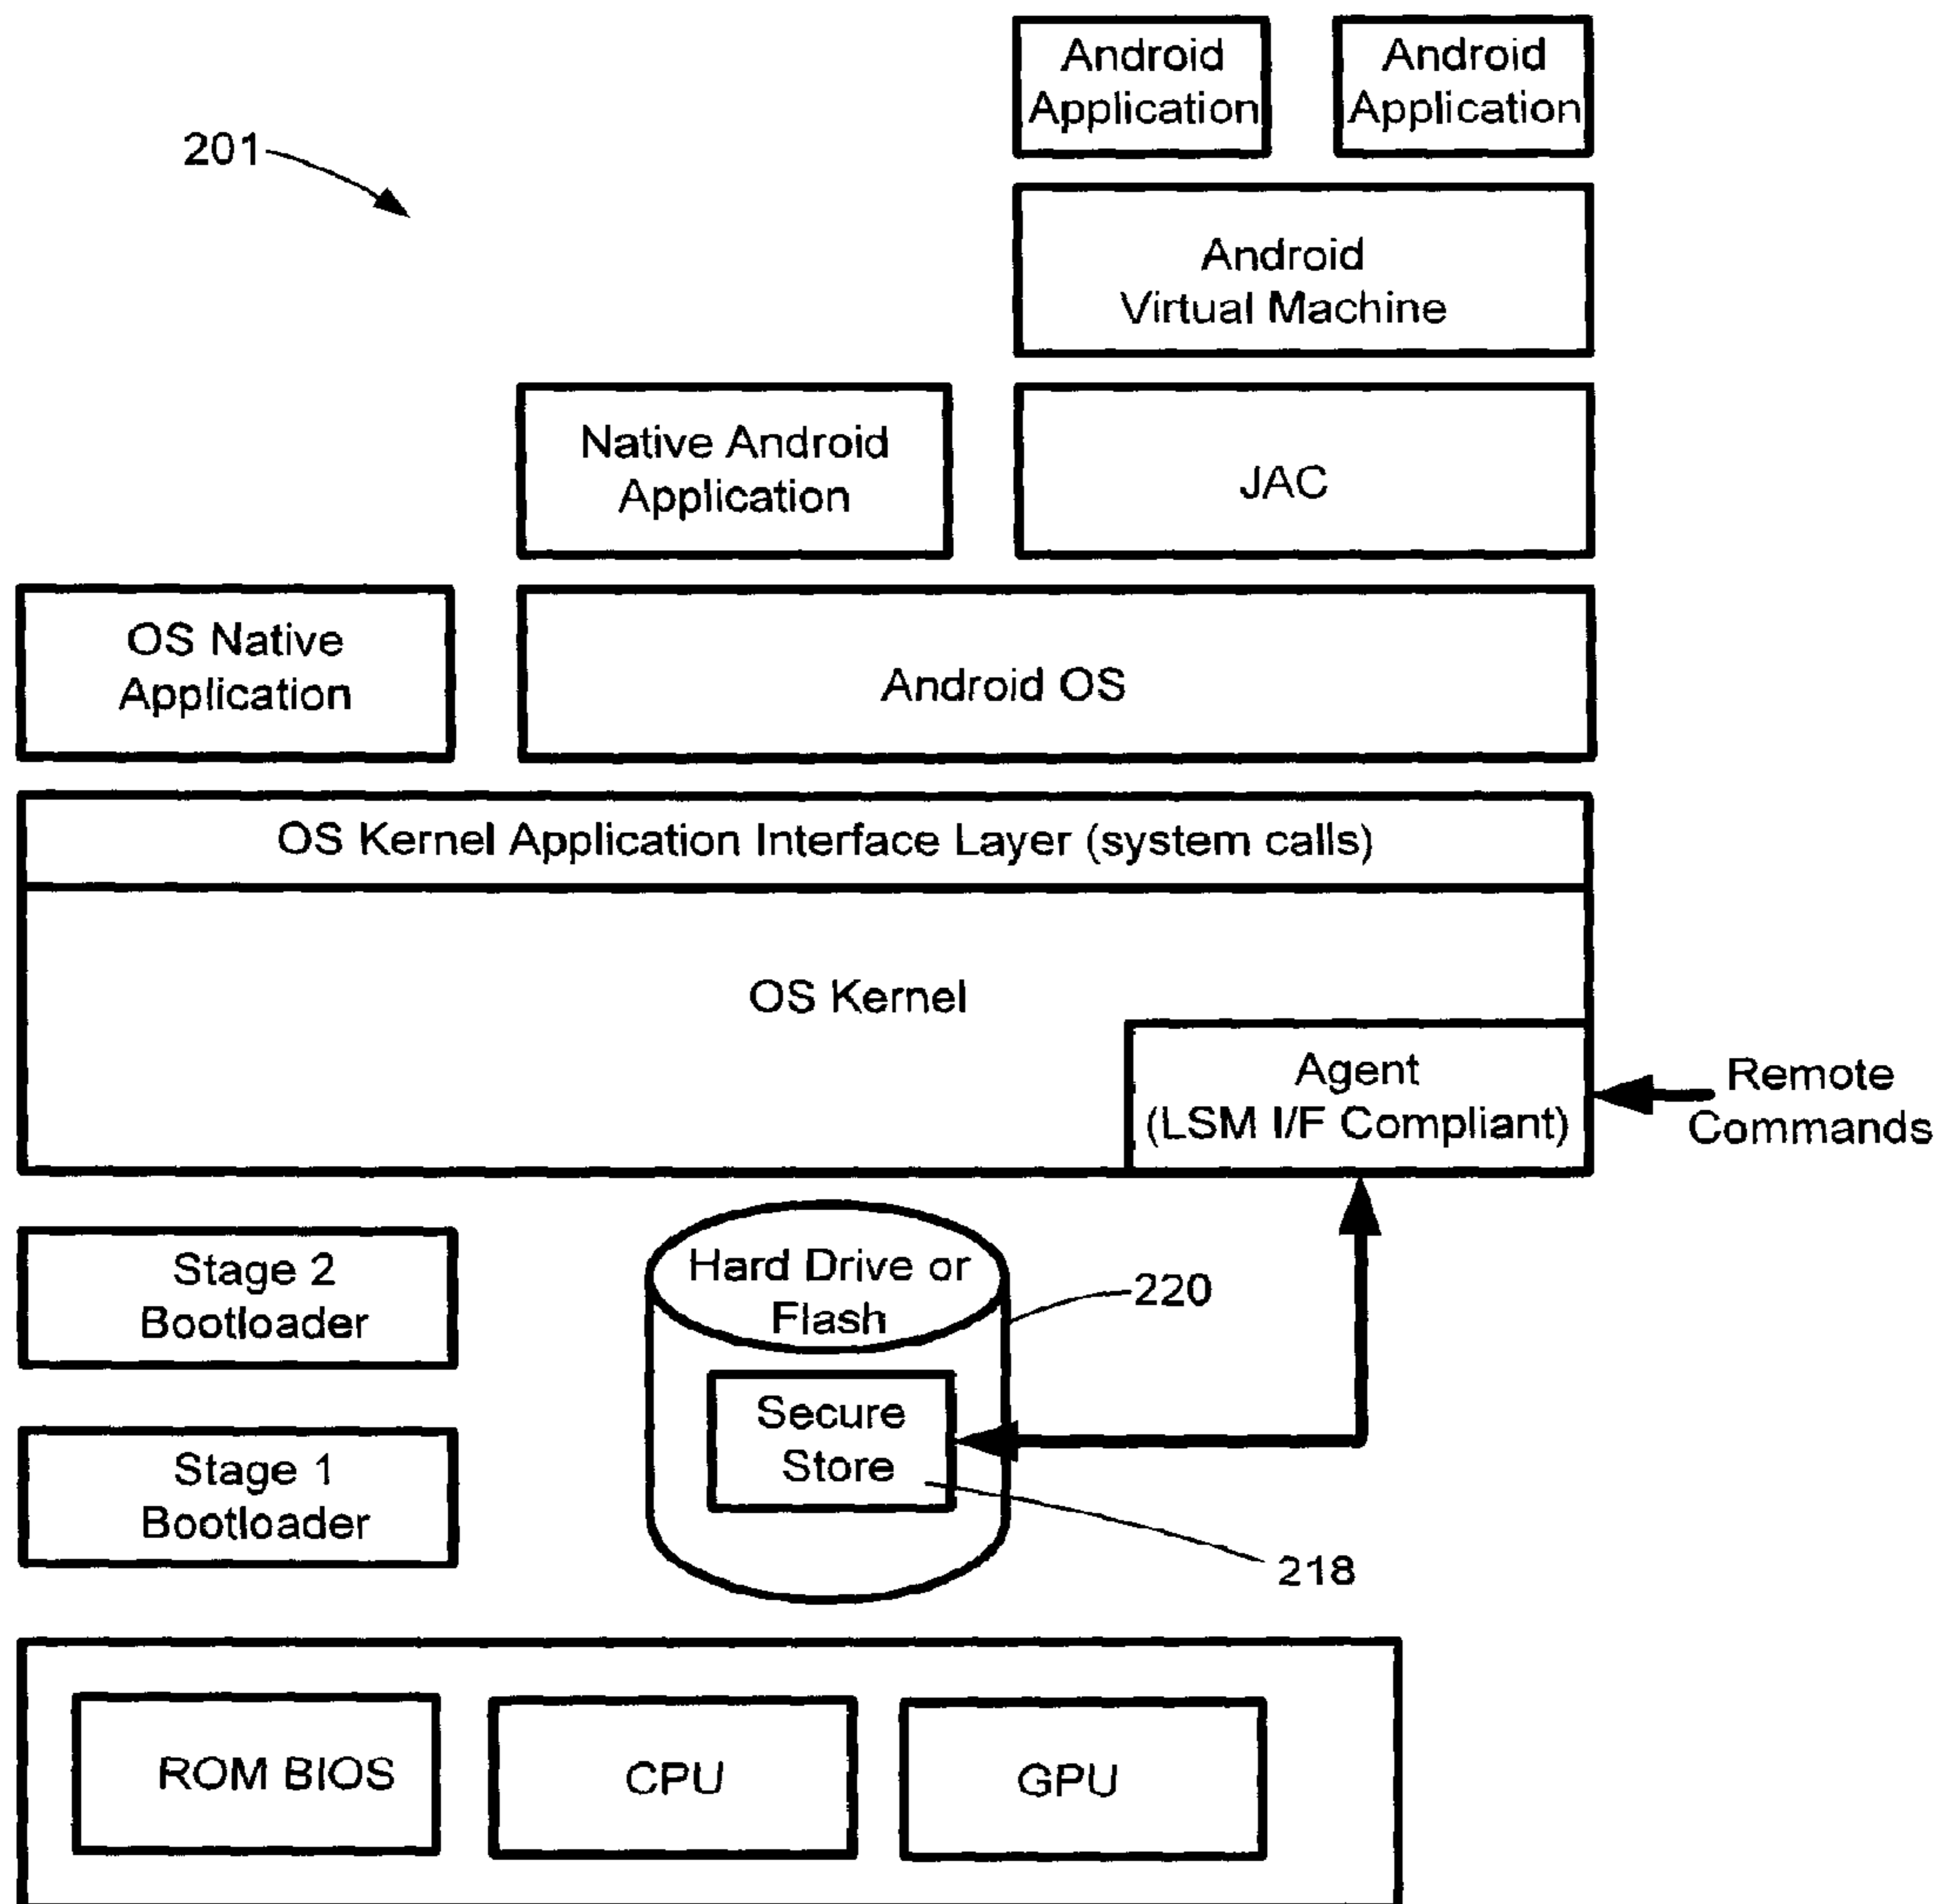 Android
Application
Android
Application
201
Android
Virtual Machine
Native Android
Application
JAC
OS Native
Application
Android OS
OS Kernel Application Interface Layer (system calls)
OS Kernel
Agent
(LSM I/F Compliant)
Remote
Commands
Stage 2
Bootloader
Hard Drive or
Flash
220
Secure
Store
Stage 1
Bootloader
218
ROM BIOS
CPU
GPU